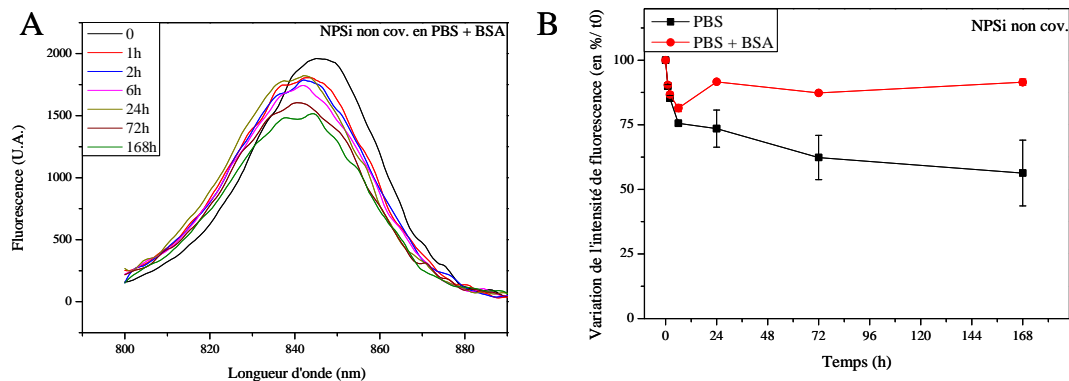 A
NPSi non cov. en PBS + BSA
0
1h
2h
6h
24h
72h
168h
2000
1500
1000
500
0
Fluorescence (U.A.)
800 820 840 860 880
Longueur d'onde (nm)
B
PBS
PBS + BSA
NPSi non cov.
100
75
50
25
0
Variation de l'intensité de fluorescence (en %/ t0)
0 24 48 72 96 120 144 168
Temps (h)